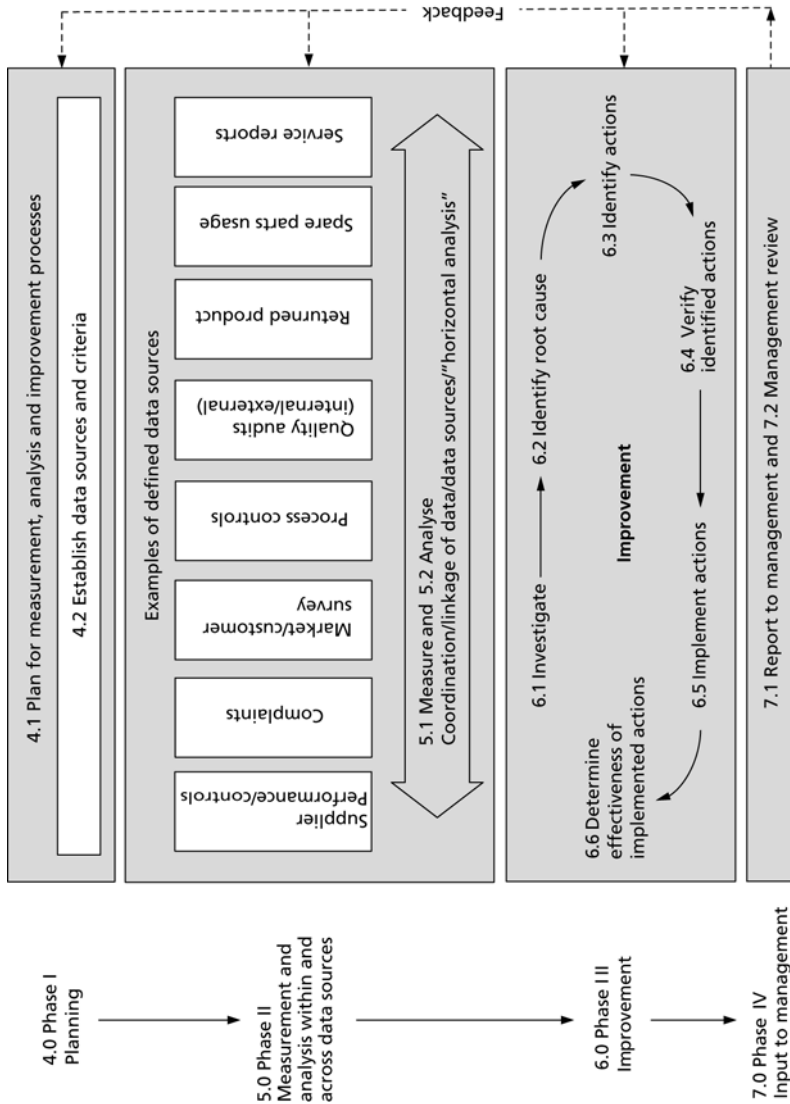 4.0 Phase I
Planning
4.1 Plan for measurement, analysis and improvement processes
4.2 Establish data sources and criteria
5.0 Phase II
Measurement and
analysis within and
across data sources
Examples of defined data sources
Supplier
Performance/controls
Complaints
Market/customer
survey
Process controls
Quality audits
(internal/external)
Returned product
Spare parts usage
Service reports
5.1 Measure and 5.2 Analyse
Coordination/linkage of data/data sources/"horizontal analysis"
6.0 Phase III
Improvement
6.1 Investigate
6.2 Identify root cause
6.3 Identify actions
Improvement
6.4 Verify
identified actions
6.5 Implement actions
6.6 Determine
effectiveness of
implemented actions
7.0 Phase IV
Input to management
7.1 Report to management and 7.2 Management review
Feedback